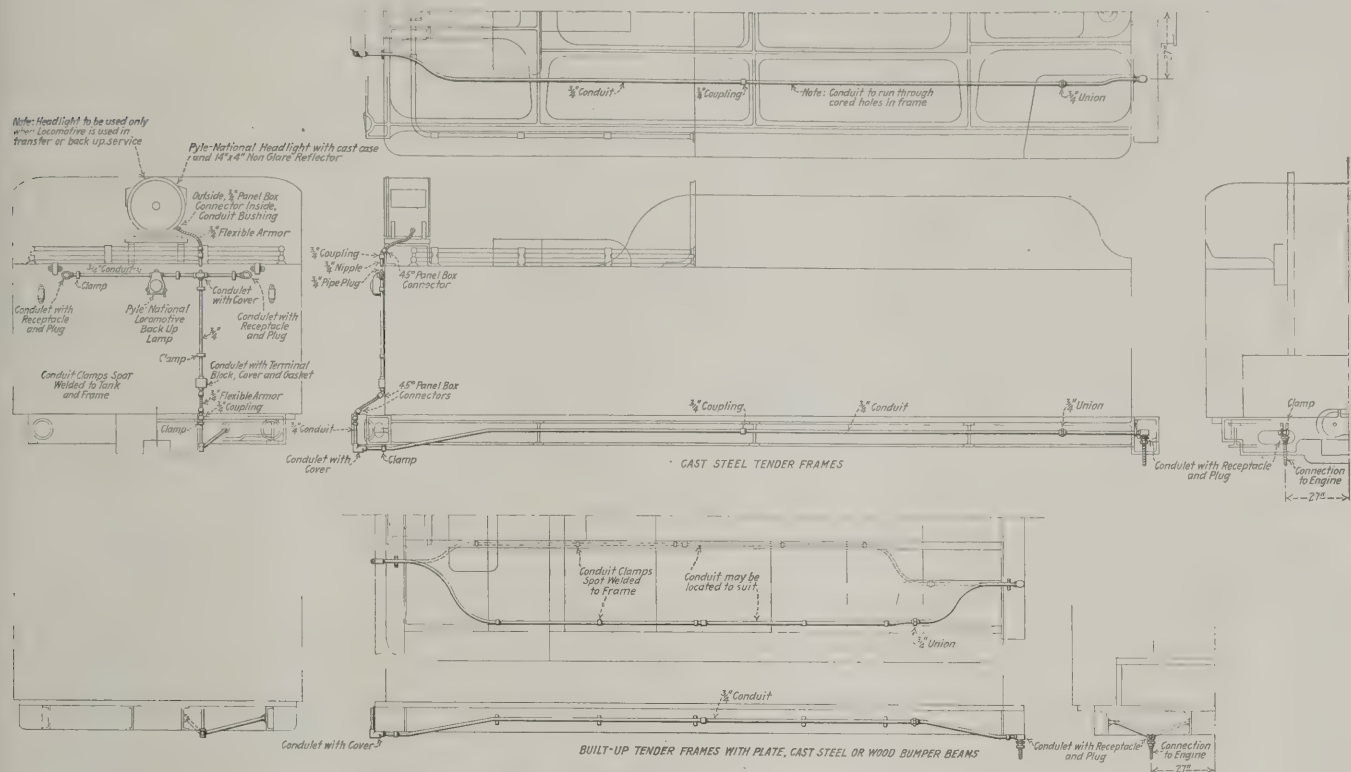 27"
3/4" Conduit
3/4" Coupling
Note: Conduit to run through
cored holes in frame
3/4" Union
Note: Headlight to be used only
when Locomotive is used in
transfer or back up service
Pyle-National Headlight with cast case
and 14"x4" Non Glare Reflector
Outside, 3/4" Panel Box
Connector Inside,
Conduit Bushing
3/4" Flexible Armor
3/4" Conduit
Clamp
Condulet with
Receptacle
and Plug
Pyle-National
Locomotive
Back Up
Lamp
Condulet
with Cover
Condulet with
Receptacle
and Plug
3/4"
Clamp
Conduit Clamps Spot
Welded to Tank
and Frame
Condulet with Terminal
Block, Cover and Gasket
3/4" Flexible Armor
3/4" Coupling
Clamp
3/4" Coupling
3/4" Nipple
3/4" Pipe Plug
45° Panel Box
Connector
45° Panel Box
Connectors
3/4" Conduit
Condulet with
Cover
Clamp
3/4" Coupling
3/4" Conduit
3/4" Union
CAST STEEL TENDER FRAMES
Condulet with Receptacle
and Plug
Clamp
Connection
to Engine
27"
Conduit Clamps
Spot Welded
to Frame
Conduit may be
located to suit
3/4" Union
3/4" Conduit
Condulet with Cover
BUILT-UP TENDER FRAMES WITH PLATE, CAST STEEL OR WOOD BUMPER BEAMS
Condulet with Receptacle
and Plug
Connection
to Engine
27"